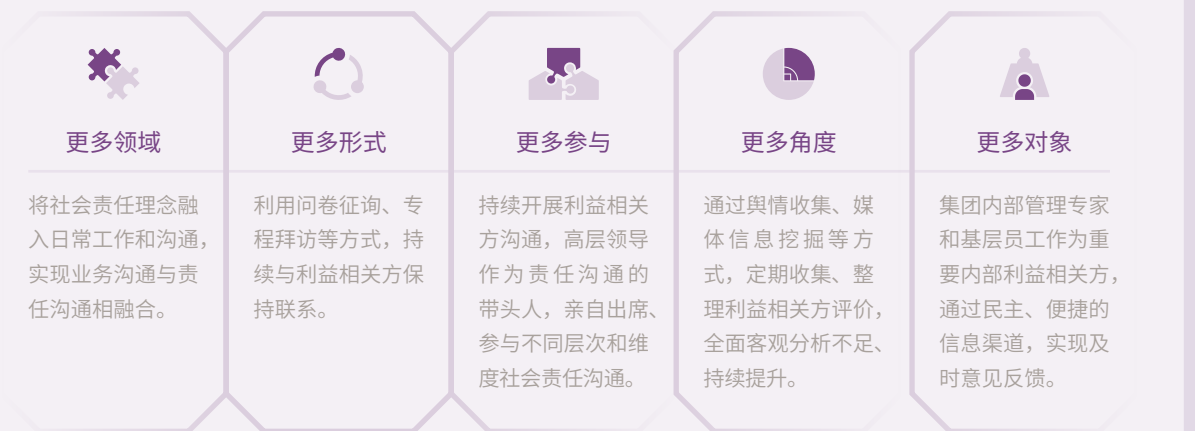 更多领域
将社会责任理念融
入日常工作和沟通，
实现业务沟通与责
任沟通相融合。
更多形式
利用问卷征询、专
程拜访等方式，持
续与利益相关方保
持联系。
更多参与
持续开展利益相关
方沟通，高层领导
作为责任沟通的
带头人，亲自出席、
参与不同层次和维
度社会责任沟通。
更多角度
通过舆情收集、媒
体信息挖掘等方
式，定期收集、整
理利益相关方评价，
全面客观分析不足、
持续提升。
更多对象
集团内部管理专家
和基层员工作为重
要内部利益相关方，
通过民主、便捷的
信息渠道，实现及
时意见反馈。